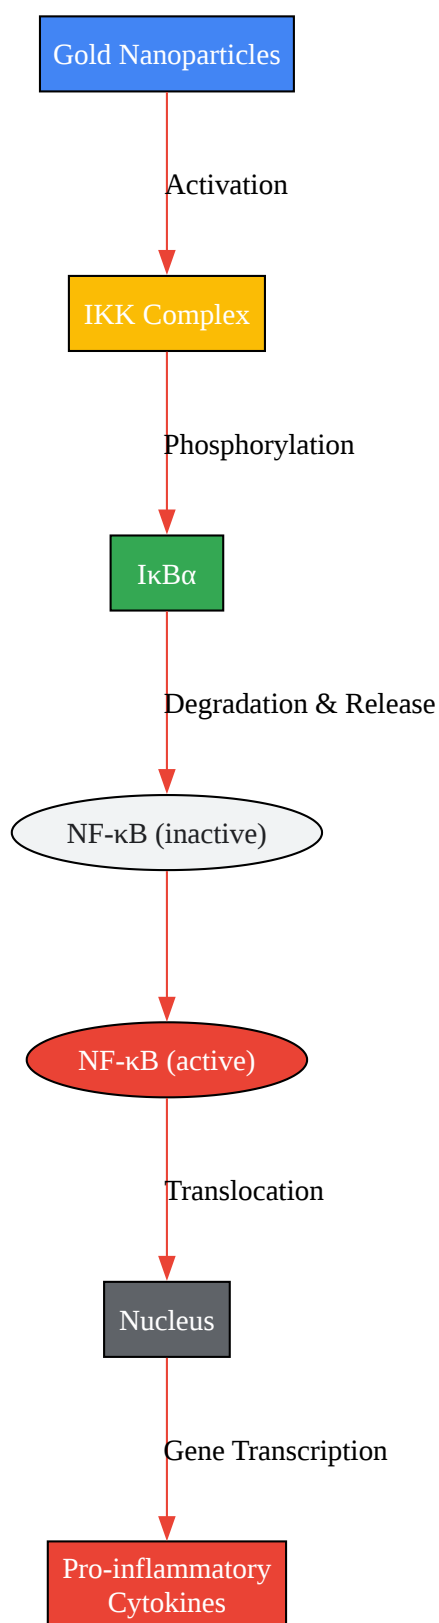 Gold Nanoparticles
Activation
IKK Complex
Phosphorylation
IκBα
Degradation & Release
NF-κB (inactive)
NF-κB (active)
Translocation
Nucleus
Gene Transcription
Pro-inflammatory
Cytokines